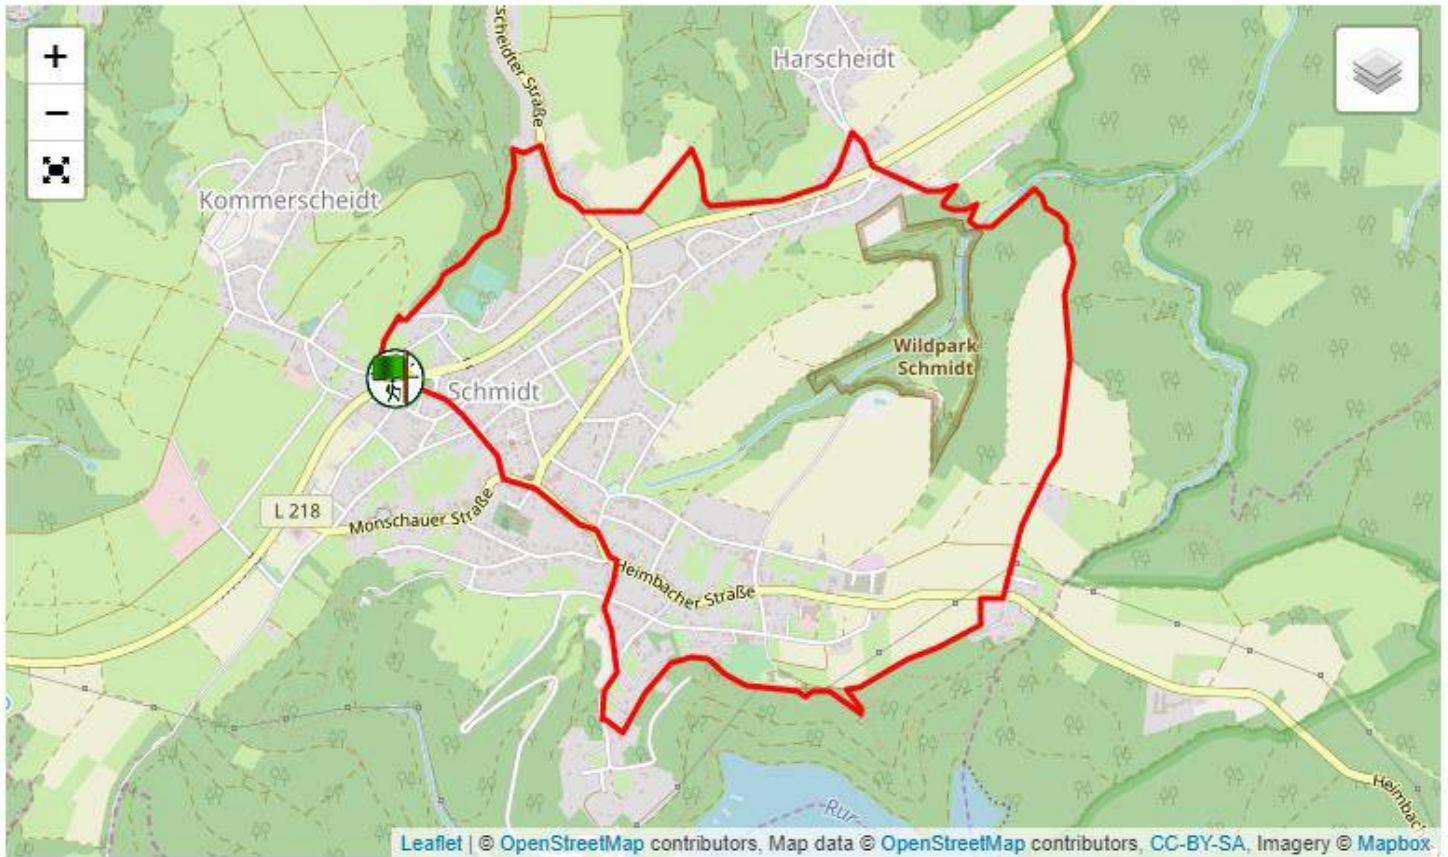 +
−
Harscheidt
scheidter Straße
Kommerscheidt
Wildpark
Schmidt
Schmidt
L 218
Monschauer Straße
Heimbacher Straße
Rur
Heimbach
Leaflet | © OpenStreetMap contributors, Map data © OpenStreetMap contributors, CC-BY-SA, Imagery © Mapbox